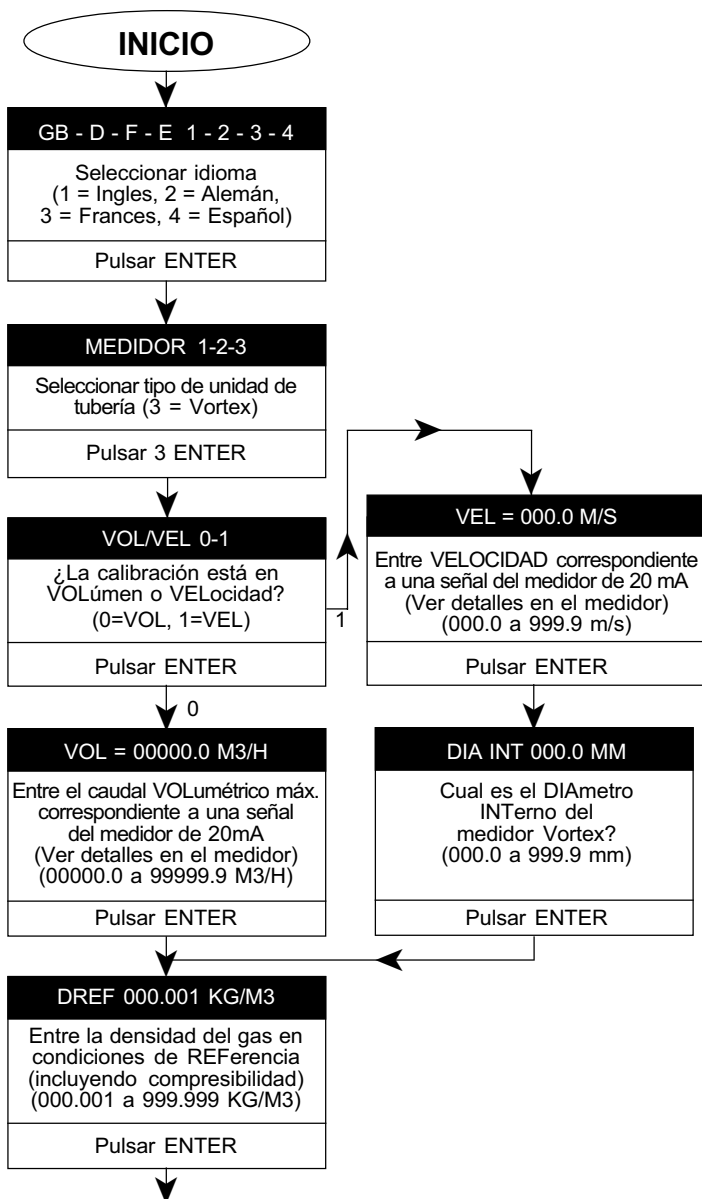 INICIO
GB - D - F - E 1 - 2 - 3 - 4
Seleccionar idioma
(1 = Ingles, 2 = Alemán,
3 = Frances, 4 = Español)
Pulsar ENTER
MEDIDOR 1-2-3
Seleccionar tipo de unidad de
tubería (3 = Vortex)
Pulsar 3 ENTER
VOL/VEL 0-1
¿La calibración está en
VOLúmen o VELocidad?
(0=VOL, 1=VEL)
Pulsar ENTER
1
0
VEL = 000.0 M/S
Entre VELOCIDAD correspondiente
a una señal del medidor de 20 mA
(Ver detalles en el medidor)
(000.0 a 999.9 m/s)
Pulsar ENTER
VOL = 00000.0 M3/H
Entre el caudal VOLumétrico máx.
correspondiente a una señal
del medidor de 20mA
(Ver detalles en el medidor)
(00000.0 a 99999.9 M3/H)
Pulsar ENTER
DIA INT 000.0 MM
Cual es el DIAmetro
INTerno del
medidor Vortex?
(000.0 a 999.9 mm)
Pulsar ENTER
DREF 000.001 KG/M3
Entre la densidad del gas en
condiciones de REFerencia
(incluyendo compresibilidad)
(000.001 a 999.999 KG/M3)
Pulsar ENTER